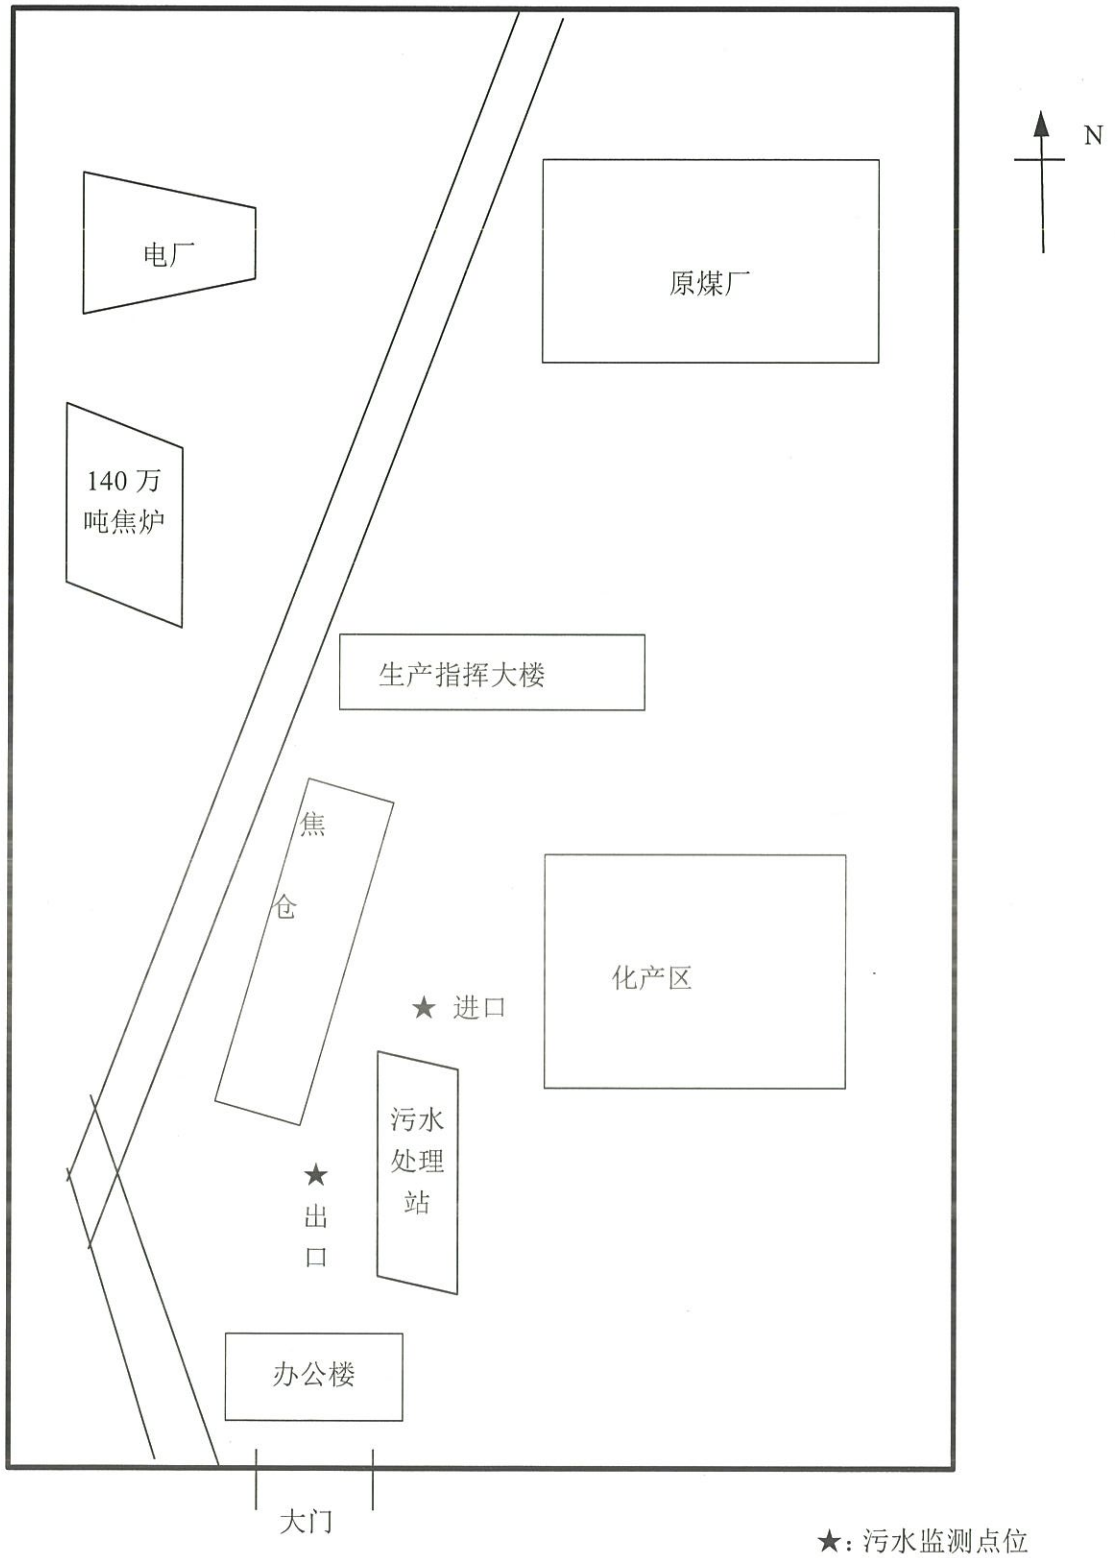 N
电厂
原煤厂
140 万
吨焦炉
生产指挥大楼
焦
仓
化产区
★ 进口
污水
处理
站
★
出
口
办公楼
大门
★: 污水监测点位